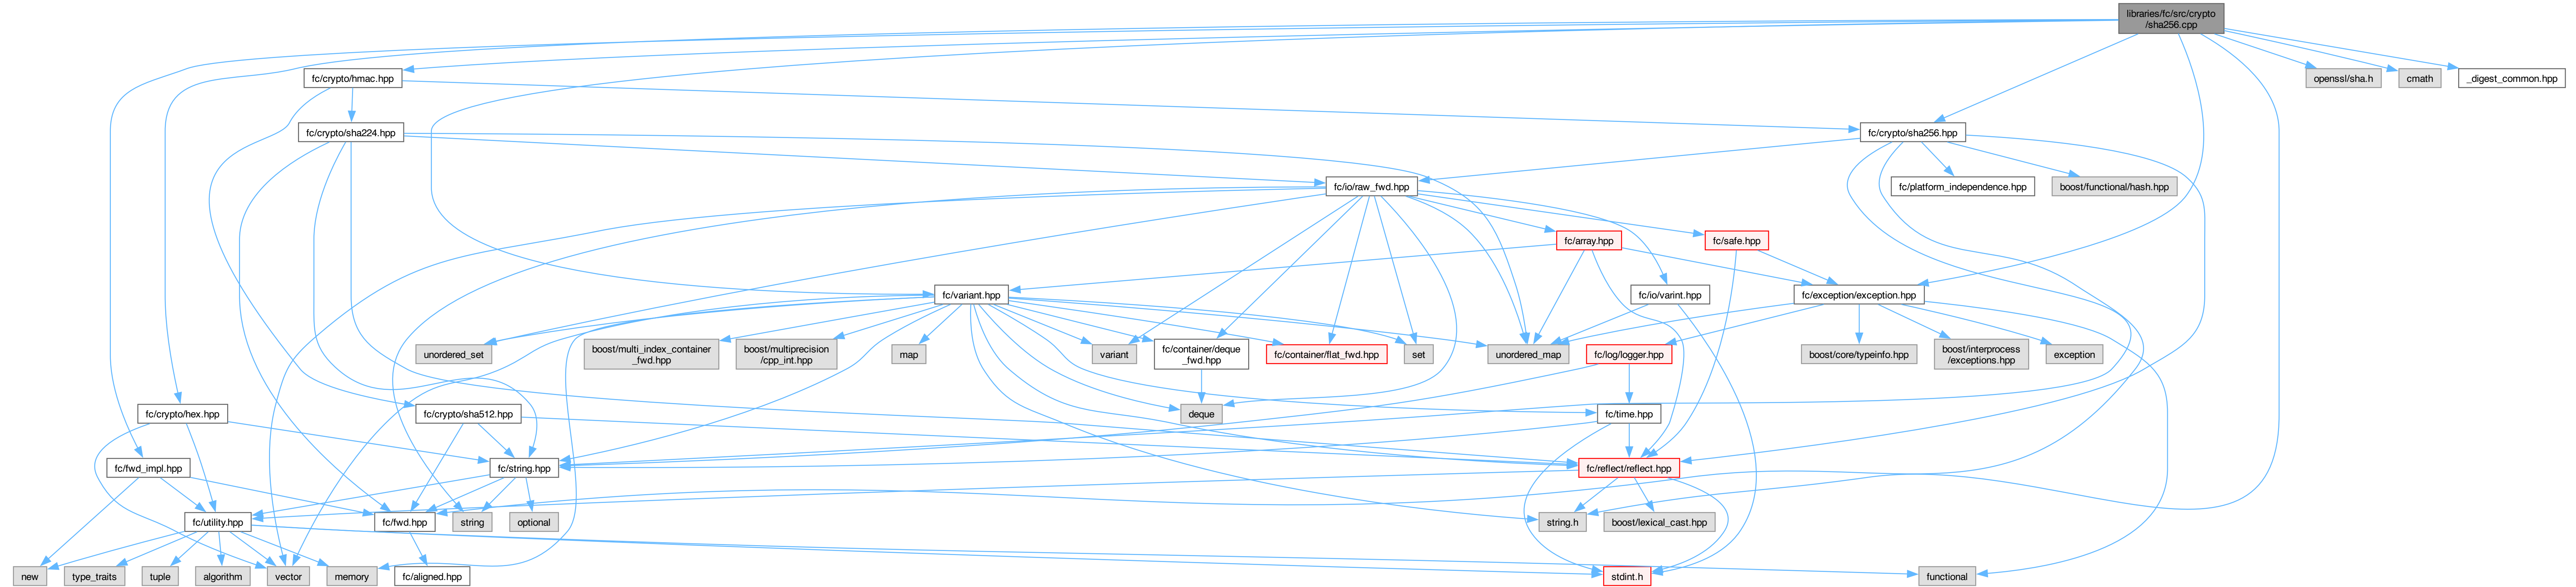 libraries/fc/src/crypto
/sha256.cpp
fc/crypto/hmac.hpp
openssl/sha.h
cmath
_digest_common.hpp
fc/crypto/sha224.hpp
fc/crypto/sha256.hpp
fc/io/raw_fwd.hpp
fc/platform_independence.hpp
boost/functional/hash.hpp
fc/array.hpp
fc/safe.hpp
fc/variant.hpp
fc/io/varint.hpp
fc/exception/exception.hpp
unordered_set
boost/multi_index_container
_fwd.hpp
boost/multiprecision
/cpp_int.hpp
map
variant
fc/container/deque
_fwd.hpp
fc/container/flat_fwd.hpp
set
unordered_map
fc/log/logger.hpp
boost/core/typeinfo.hpp
boost/interprocess
/exceptions.hpp
exception
fc/crypto/hex.hpp
fc/crypto/sha512.hpp
deque
fc/time.hpp
fc/fwd_impl.hpp
fc/string.hpp
fc/reflect/reflect.hpp
fc/utility.hpp
fc/fwd.hpp
string
optional
string.h
boost/lexical_cast.hpp
new
type_traits
tuple
algorithm
vector
memory
fc/aligned.hpp
stdint.h
functional